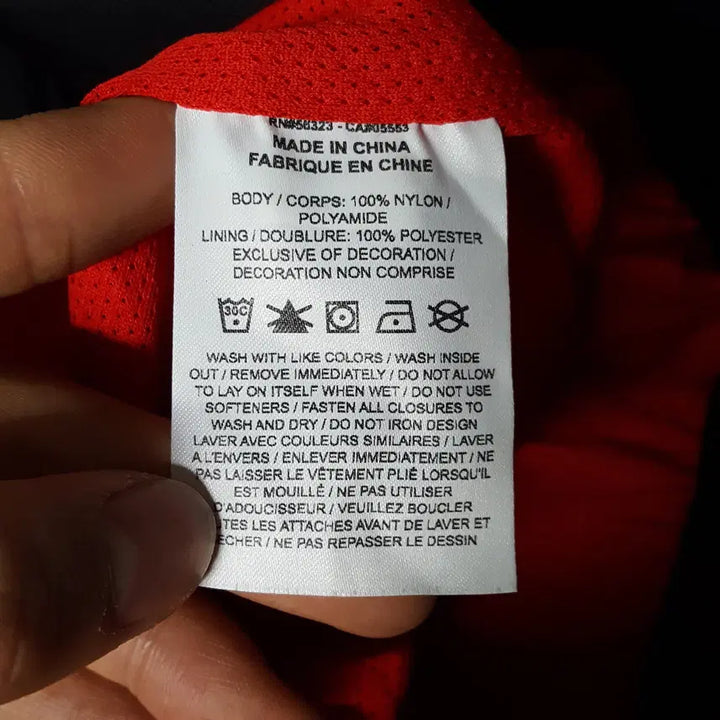 RN#56323 - CA#05553
MADE IN CHINA
FABRIQUE EN CHINE
BODY / CORPS: 100% NYLON /
POLYAMIDE
LINING / DOUBLURE: 100% POLYESTER
EXCLUSIVE OF DECORATION /
DECORATION NON COMPRISE
30C
WASH WITH LIKE COLORS / WASH INSIDE
OUT / REMOVE IMMEDIATELY / DO NOT ALLOW
TO LAY ON ITSELF WHEN WET / DO NOT USE
SOFTENERS / FASTEN ALL CLOSURES TO
WASH AND DRY / DO NOT IRON DESIGN
LAVER AVEC COULEURS SIMILAIRES / LAVER
A L'ENVERS / ENLEVER IMMEDIATEMENT / NE
PAS LAISSER LE VÊTEMENT PLIÉ LORSQU'IL
EST MOUILLÉ / NE PAS UTILISER
D'ADOUCISSEUR / VEUILLEZ BOUCLER
LES ATTACHES AVANT DE LAVER ET
/ NE PAS REPASSER LE DESSIN